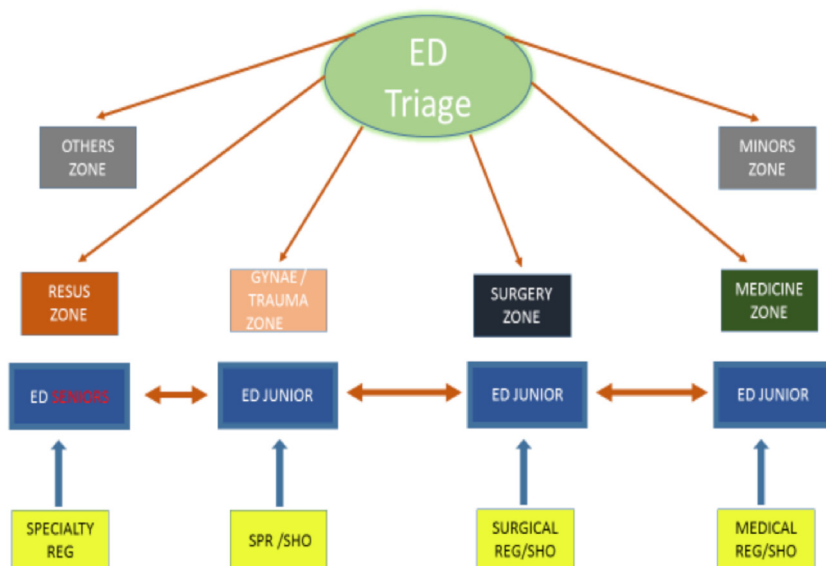 ED
Triage
OTHERS
ZONE
MINORS
ZONE
RESUS
ZONE
GYNAE /
TRAUMA
ZONE
SURGERY
ZONE
MEDICINE
ZONE
ED SENIORS
ED JUNIOR
ED JUNIOR
ED JUNIOR
SPECIALTY
REG
SPR /SHO
SURGICAL
REG/SHO
MEDICAL
REG/SHO